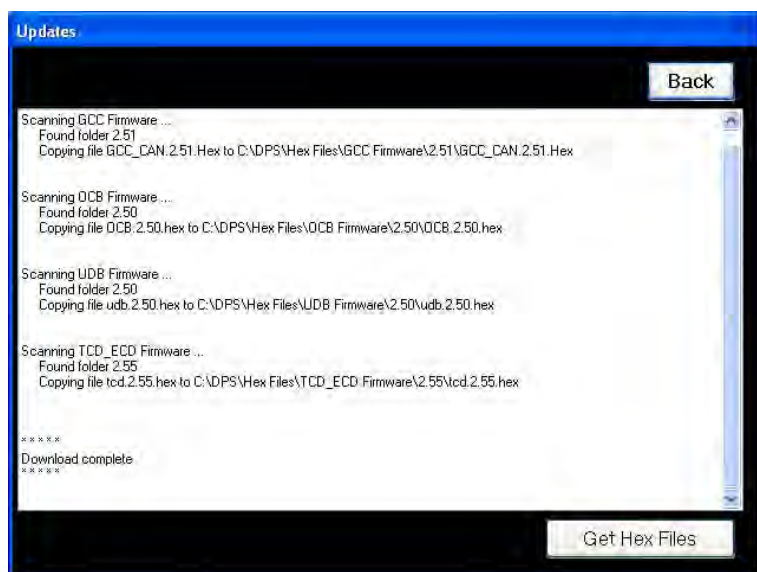 Updates
Back
Scanning GCC Firmware ...
Found folder 2.51
Copying file GCC_CAN.2.51.Hex to C:\DPS\Hex Files\GCC Firmware\2.51\GCC_CAN.2.51.Hex
Scanning OCB Firmware ...
Found folder 2.50
Copying file OCB.2.50.hex to C:\DPS\Hex Files\OCB Firmware\2.50\OCB.2.50.hex
Scanning UDB Firmware ...
Found folder 2.50
Copying file udb.2.50.hex to C:\DPS\Hex Files\UDB Firmware\2.50\udb.2.50.hex
Scanning TCD_ECD Firmware ...
Found folder 2.55
Copying file tcd.2.55.hex to C:\DPS\Hex Files\TCD_ECD Firmware\2.55\tcd.2.55.hex
*****
Download complete
*****
Get Hex Files